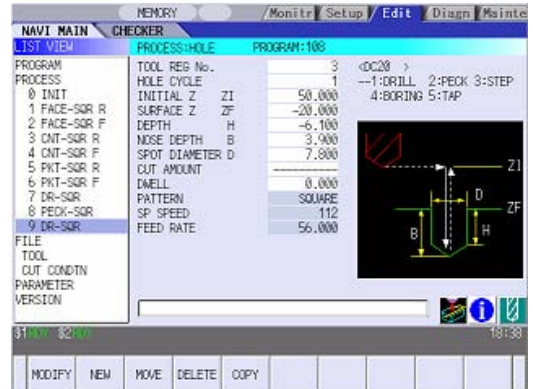 MEMORY Monitr Setup Edit Diagn Mainte
NAVI MAIN CHECKER
LIST VIEW PROCESS:HOLE PROGRAM:108
PROGRAM
PROCESS
0 INIT
1 FACE-SQR R
2 FACE-SQR F
3 CNT-SQR R
4 CNT-SQR F
5 PKT-SQR R
6 PKT-SQR F
7 DR-SQR
8 PECK-SQR
9 DR-SQR
FILE
TOOL
CUT CONDTN
PARAMETER
VERSION
TOOL REG No. 3 <DC20 >
HOLE CYCLE 1 --1:DRILL 2:PECK 3:STEP
4:BORING 5:TAP
INITIAL Z ZI 50.000
SURFACE Z ZF -20.000
DEPTH H -6.100
NOSE DEPTH B 3.900
SPOT DIAMETER D 7.800
CUT AMOUNT --------
DWELL 0.000
PATTERN SQUARE
SP SPEED 112
FEED RATE 56.000
ZI
D
ZF
B
H
$1 RDY $2 RDY 18:38
MODIFY NEW MOVE DELETE COPY